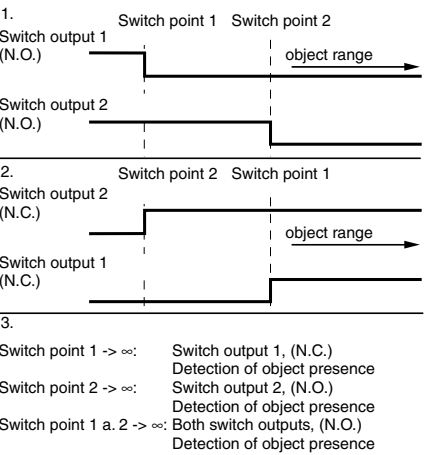 1.
Switch point 1 Switch point 2
Switch output 1
(N.O.)
object range
Switch output 2
(N.O.)
2.
Switch point 2 Switch point 1
Switch output 2
(N.C.)
object range
Switch output 1
(N.C.)
3.
Switch point 1 -> ∞: Switch output 1, (N.C.)
Detection of object presence
Switch point 2 -> ∞: Switch output 2, (N.O.)
Detection of object presence
Switch point 1 a. 2 -> ∞: Both switch outputs, (N.O.)
Detection of object presence